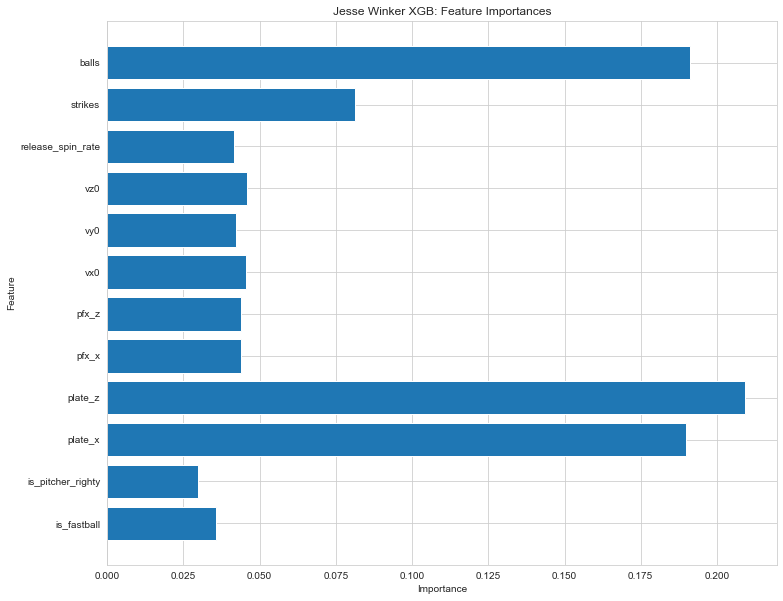 Jesse Winker XGB: Feature Importances
balls
strikes
release_spin_rate
vz0
vy0
vx0
pfx_z
pfx_x
plate_z
plate_x
is_pitcher_righty
is_fastball
Feature
0.000 0.025 0.050 0.075 0.100 0.125 0.150 0.175 0.200
Importance